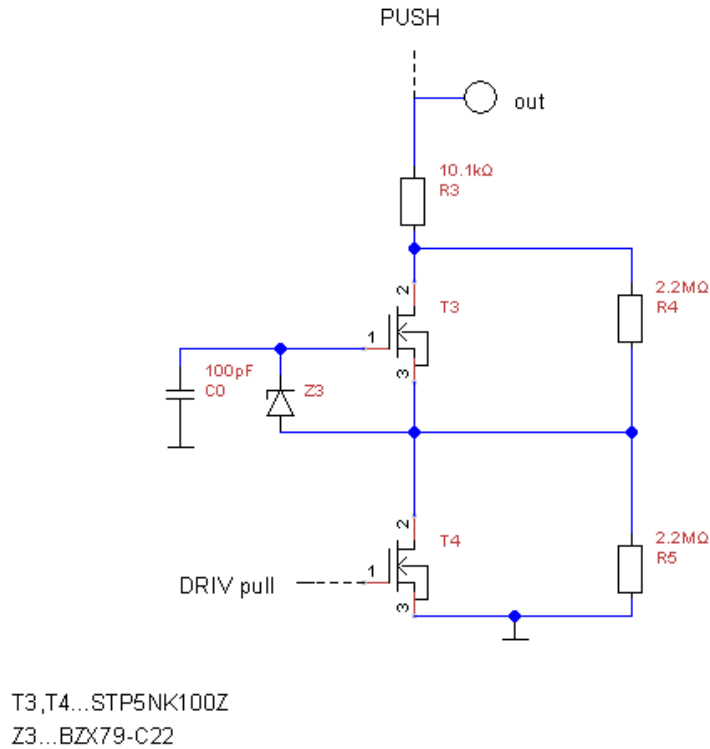 PUSH
out
10.1kΩ
R3
2
T3
1
3
2.2MΩ
R4
100pF
C0
Z3
2
T4
1
3
2.2MΩ
R5
DRIV pull
T3,T4...STP5NK100Z
Z3...BZX79-C22